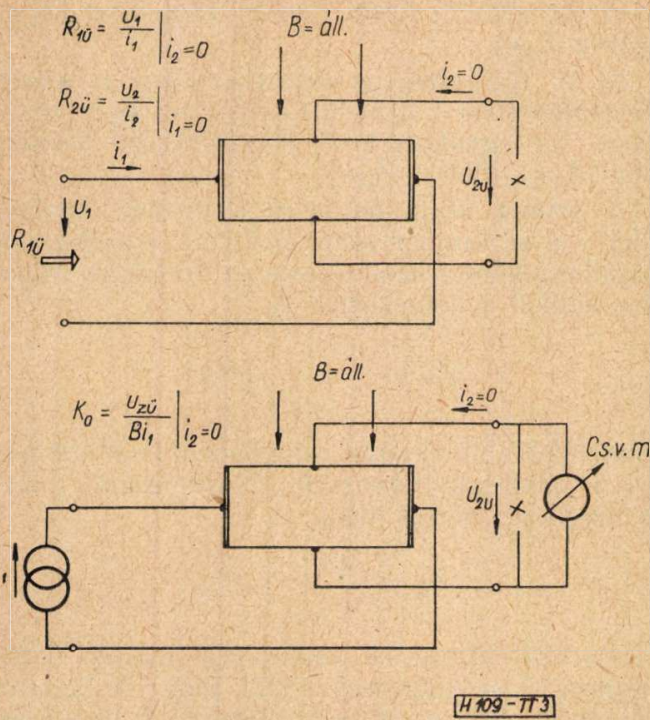 R1ü = u1/i1 | i2=0
B=áll.
R2ü = u2/i2 | i1=0
i2=0
i1
U2ü
u1
R1ü
B=áll.
K0 = u2ü/Bi1 | i2=0
i2=0
Cs.v.m
U2ü
H 109-TT 3